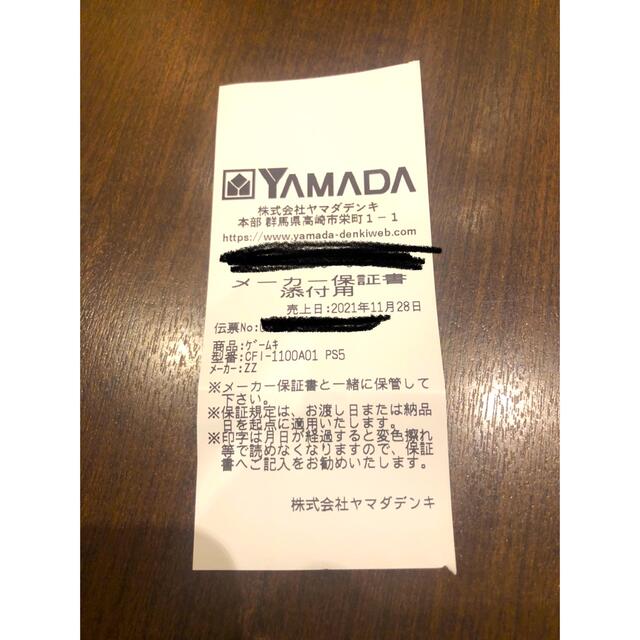 YAMADA
株式会社ヤマダデンキ
本部 群馬県高崎市栄町1-1
https://www.yamada-denkiweb.com
メーカー保証書
添付用
売上日:2021年11月28日
伝票No:
商品:ゲームキ
型番:CFI-1100A01 PS5
メーカー:ZZ
※メーカー保証書と一緒に保管して
下さい。
※保証規定は、お渡し日または納品
日を起点に適用いたします。
※印字は月日が経過すると変色擦れ
等で読めなくなりますので、保証
書へご記入をお勧めいたします。
株式会社ヤマダデンキ